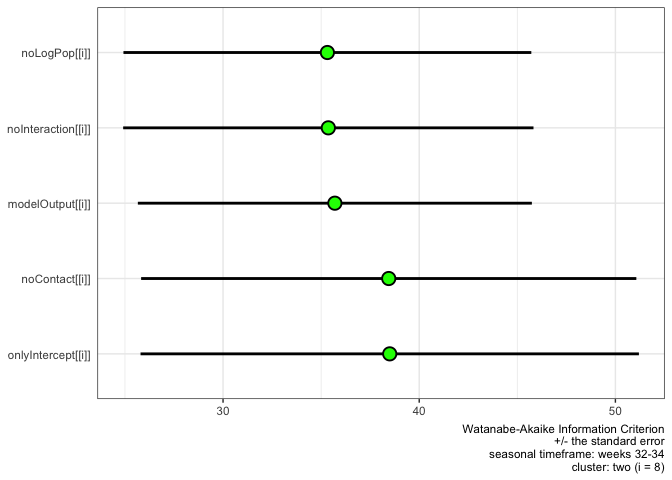 noLogPop[[i]]
noInteraction[[i]]
modelOutput[[i]]
noContact[[i]]
onlyIntercept[[i]]
30 40 50
Watanabe-Akaike Information Criterion
+/- the standard error
seasonal timeframe: weeks 32-34
cluster: two (i = 8)